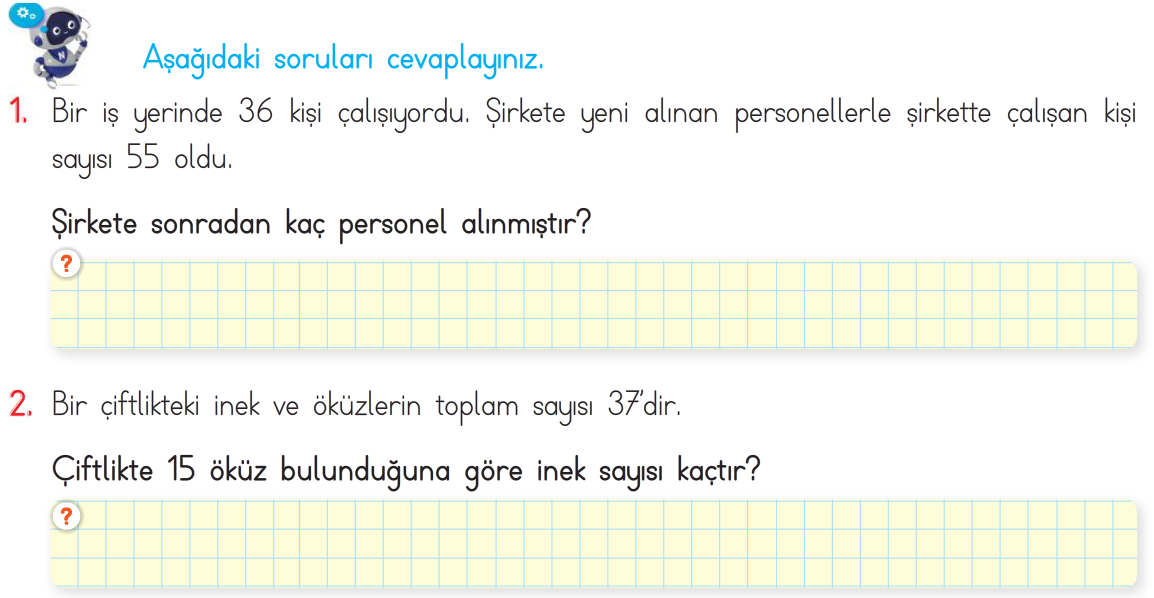 N
Aşağıdaki soruları cevaplayınız.
1. Bir iş yerinde 36 kişi çalışıyordu. Şirkete yeni alınan personellerle şirkette çalışan kişi
sayısı 55 oldu.
Şirkete sonradan kaç personel alınmıştır?
?
2. Bir çiftlikteki inek ve öküzlerin toplam sayısı 37'dir.
Çiftlikte 15 öküz bulunduğuna göre inek sayısı kaçtır?
?